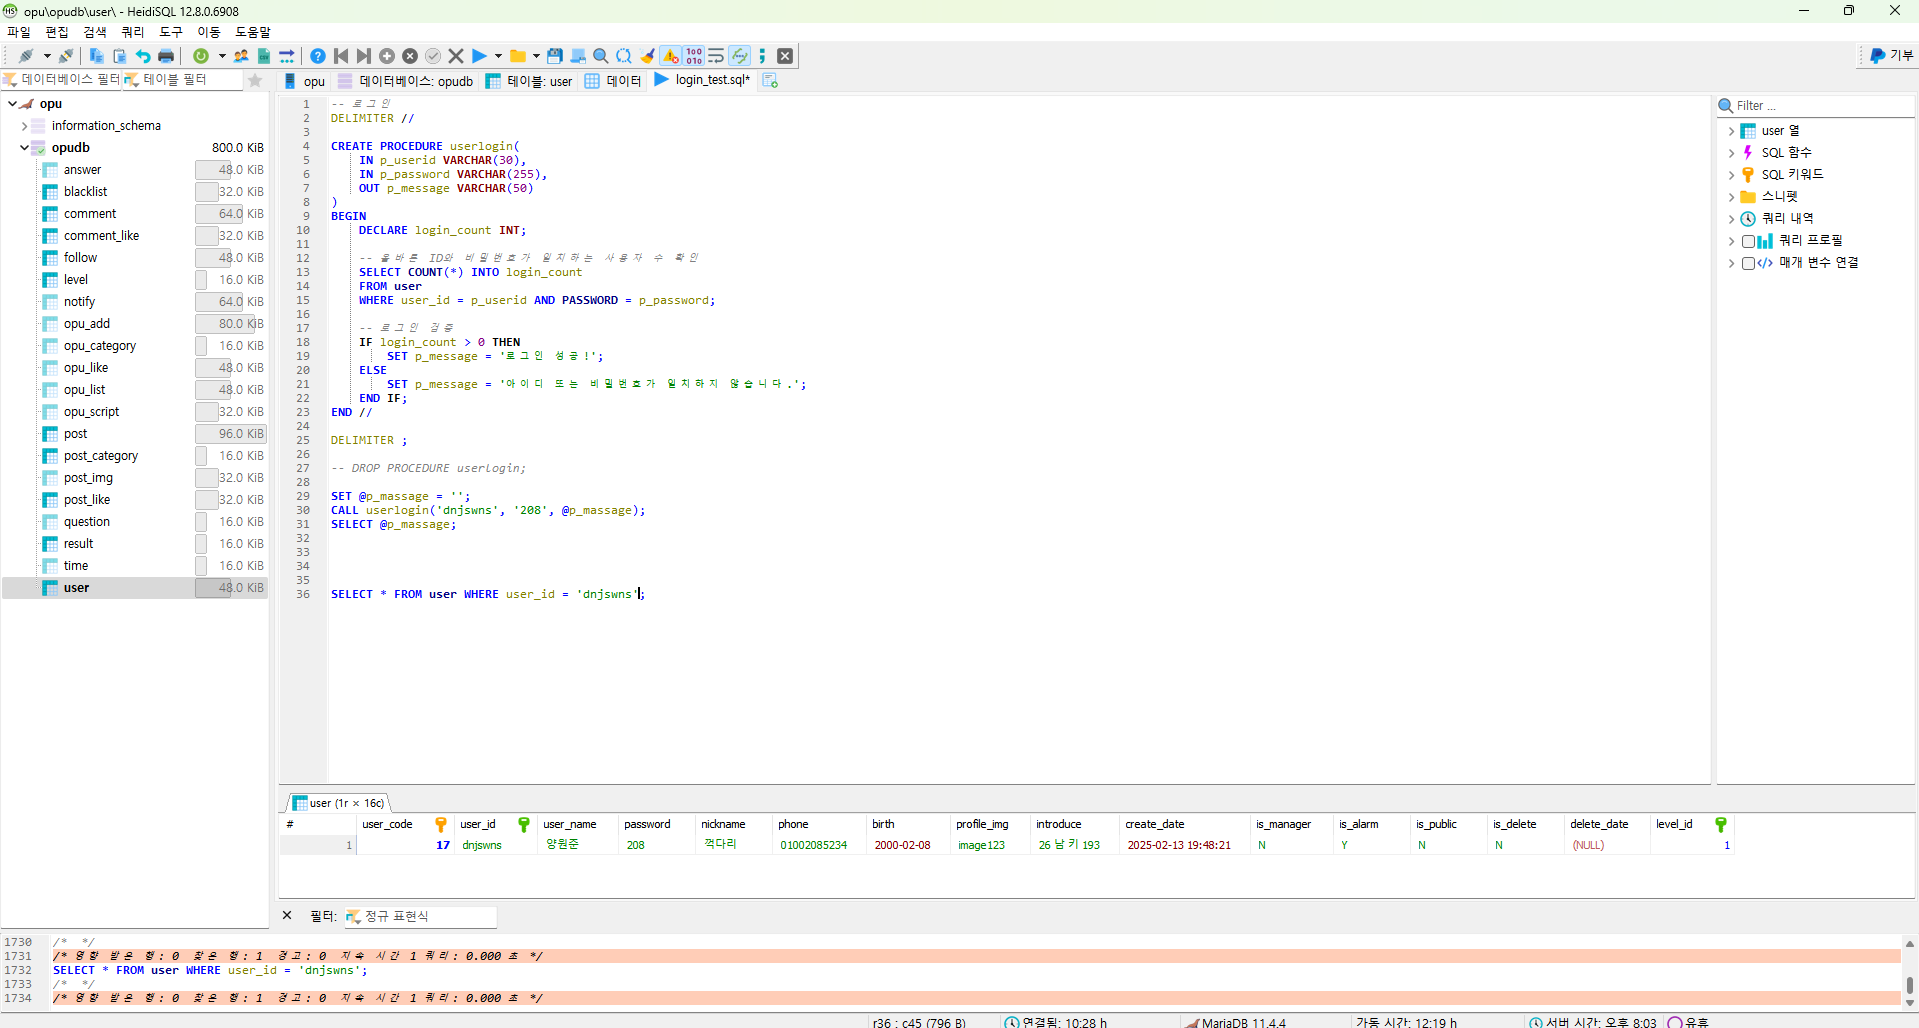 opu\opudb\user\ - HeidiSQL 12.8.0.6908
파일 편집 검색 쿼리 도구 이동 도움말
기부
데이터베이스 필터 테이블 필터
opu 데이터베이스: opudb 테이블: user 데이터 login_test.sql*
opu
information_schema
opudb 800.0 KiB
answer 48.0 KiB
blacklist 32.0 KiB
comment 64.0 KiB
comment_like 32.0 KiB
follow 48.0 KiB
level 16.0 KiB
notify 64.0 KiB
opu_add 80.0 KiB
opu_category 16.0 KiB
opu_like 48.0 KiB
opu_list 48.0 KiB
opu_script 32.0 KiB
post 96.0 KiB
post_category 16.0 KiB
post_img 32.0 KiB
post_like 32.0 KiB
question 16.0 KiB
result 16.0 KiB
time 16.0 KiB
user 48.0 KiB
1 -- 로그인
2 DELIMITER //
3
4 CREATE PROCEDURE userlogin(
5 IN p_userid VARCHAR(30),
6 IN p_password VARCHAR(255),
7 OUT p_message VARCHAR(50)
8 )
9 BEGIN
10 DECLARE login_count INT;
11
12 -- 올바른 ID와 비밀번호가 일치하는 사용자 수 확인
13 SELECT COUNT(*) INTO login_count
14 FROM user
15 WHERE user_id = p_userid AND PASSWORD = p_password;
16
17 -- 로그인 검증
18 IF login_count > 0 THEN
19 SET p_message = '로그인 성공!';
20 ELSE
21 SET p_message = '아이디 또는 비밀번호가 일치하지 않습니다.';
22 END IF;
23 END //
24
25 DELIMITER ;
26
27 -- DROP PROCEDURE userlogin;
28
29 SET @p_massage = '';
30 CALL userlogin('dnjswns', '208', @p_massage);
31 SELECT @p_massage;
32
33
34
35
36 SELECT * FROM user WHERE user_id = 'dnjswns';
Filter ...
user 열
SQL 함수
SQL 키워드
스니펫
쿼리 내역
쿼리 프로필
매개 변수 연결
user (1r × 16c)
# user_code user_id user_name password nickname phone birth profile_img introduce create_date is_manager is_alarm is_public is_delete delete_date level_id
1 17 dnjswns 양원준 208 꺽다리 01002085234 2000-02-08 image123 26 남 키 193 2025-02-13 19:48:21 N Y N N (NULL) 1
필터: 정규 표현식
1730 /* */
1731 /* 영향 받은 행: 0 찾은 행: 1 경고: 0 지속 시간 1 쿼리: 0.000 초 */
1732 SELECT * FROM user WHERE user_id = 'dnjswns';
1733 /* */
1734 /* 영향 받은 행: 0 찾은 행: 1 경고: 0 지속 시간 1 쿼리: 0.000 초 */
r36 : c45 (796 B) 연결됨: 10:28 h MariaDB 11.4.4 가동 시간: 12:19 h 서버 시간: 오후 8:03 유휴